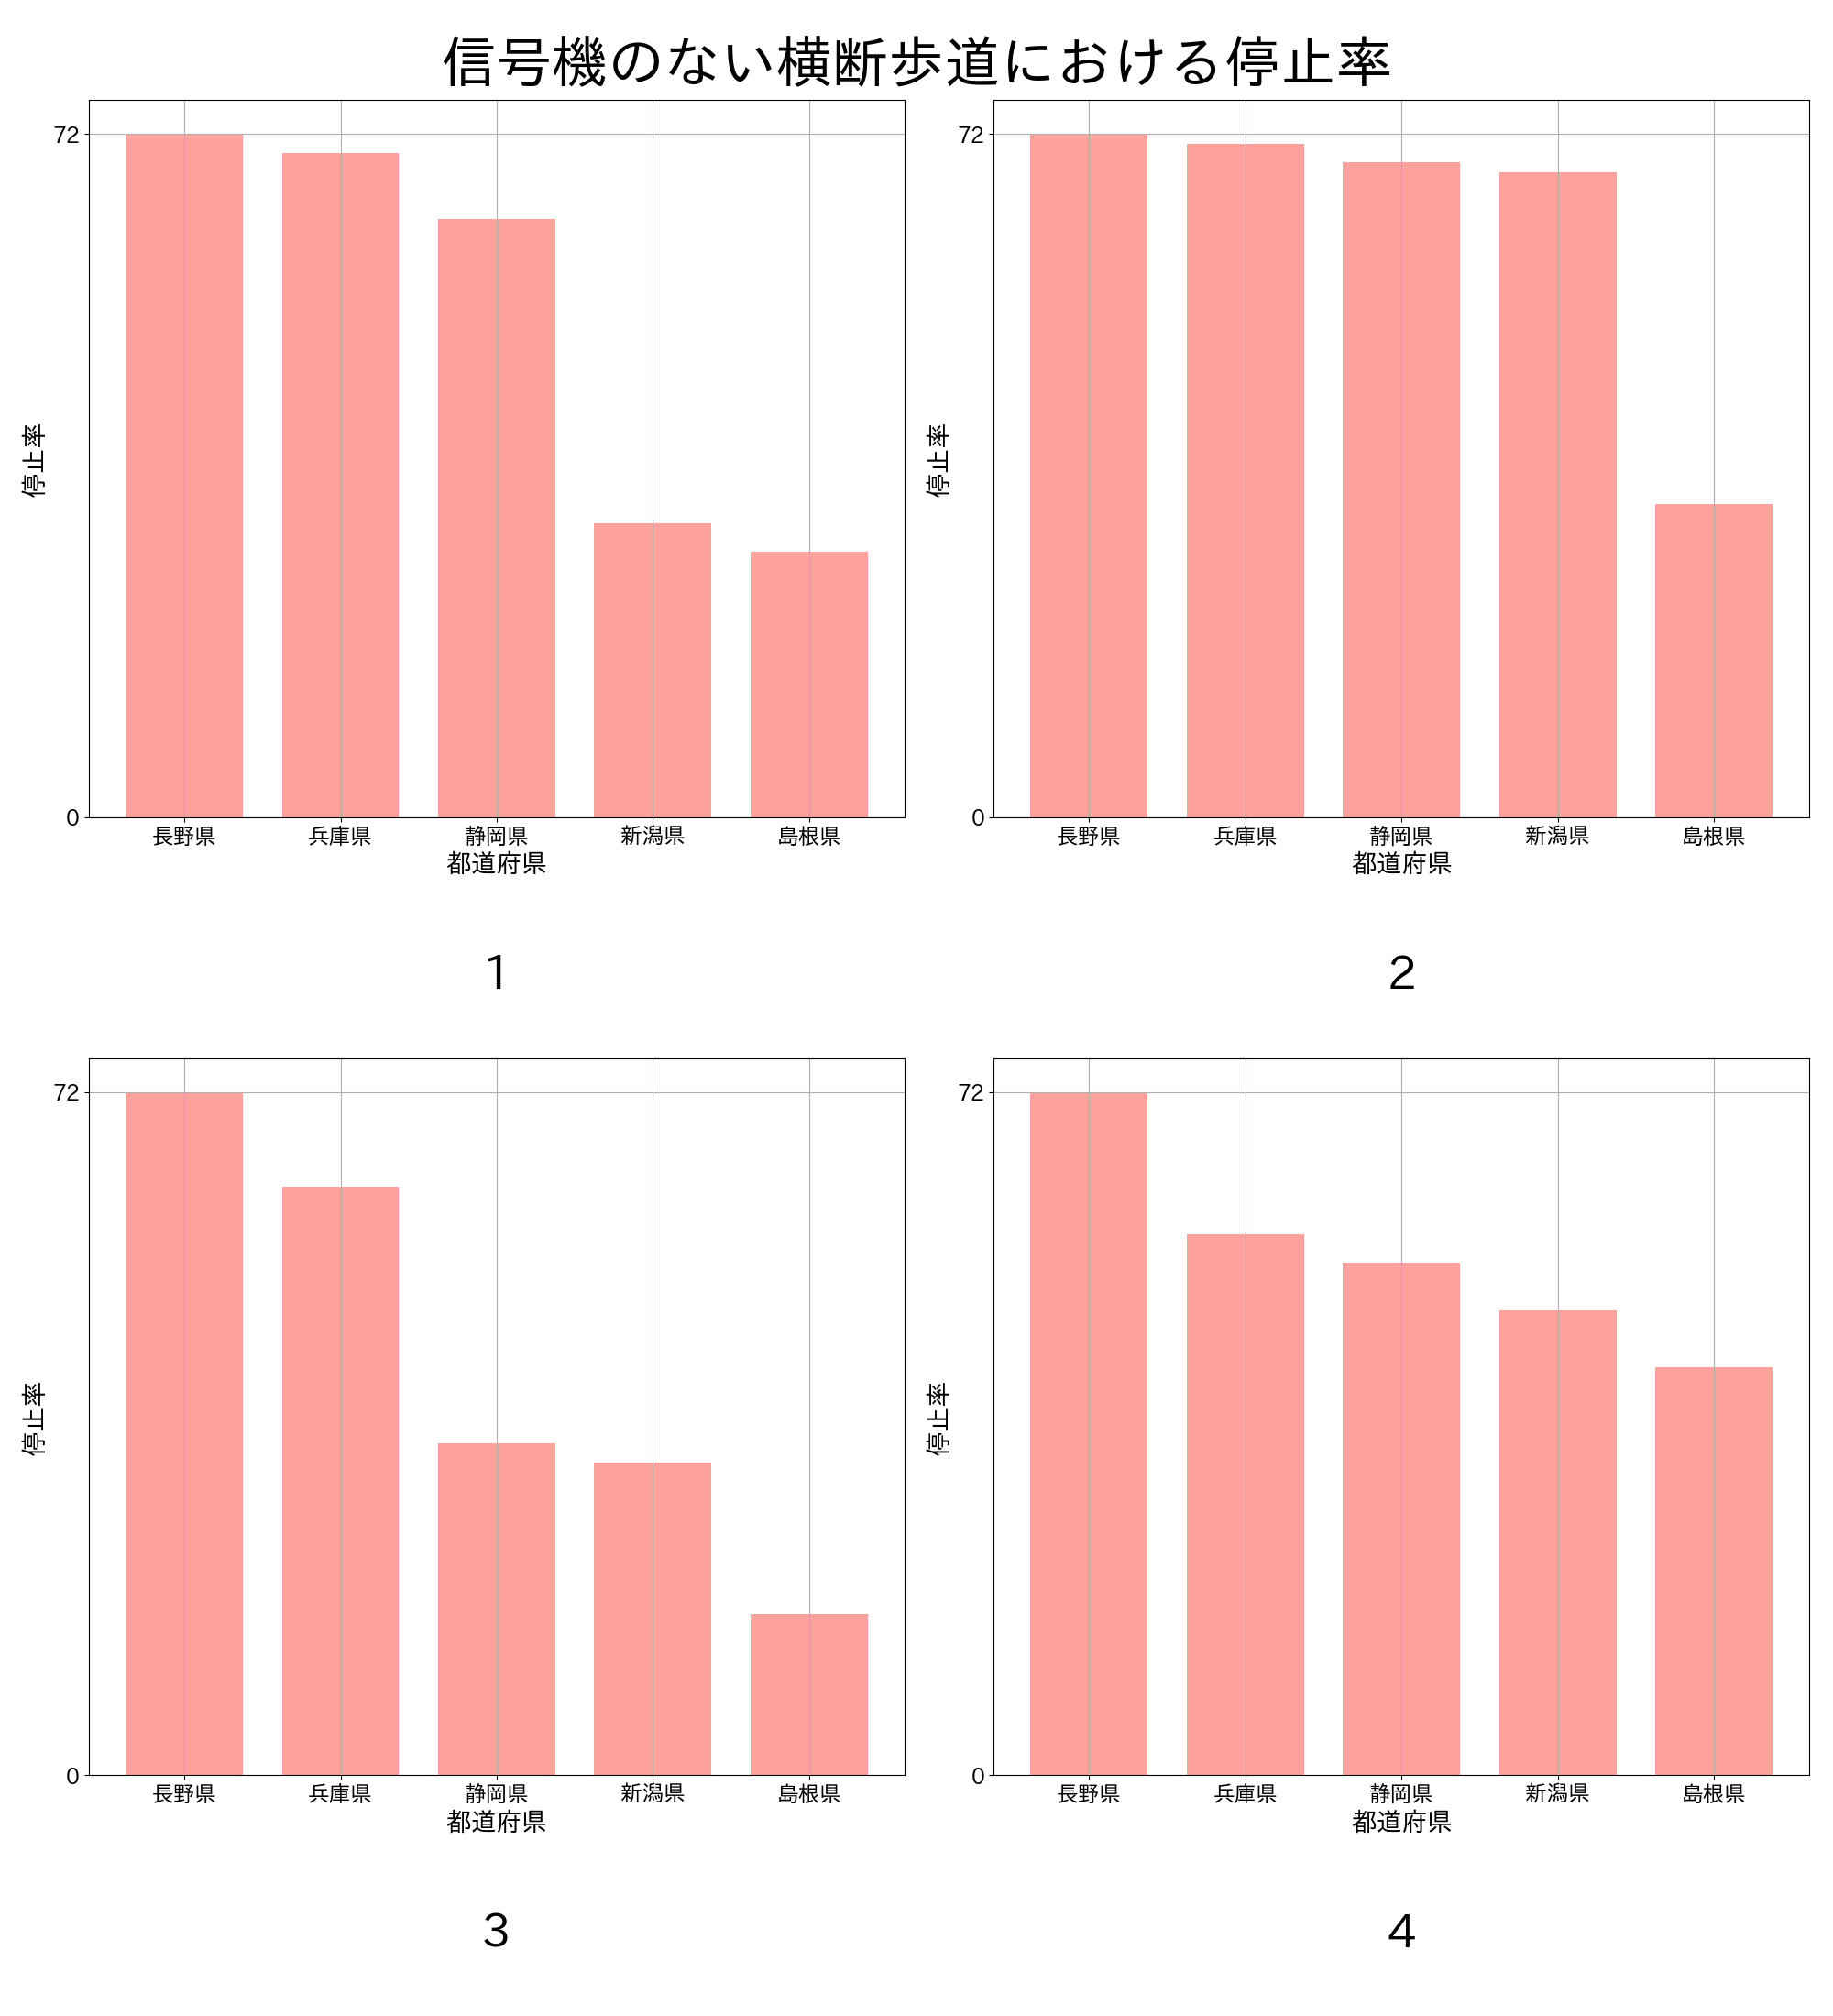 信号機のない横断歩道における停止率
72
0
停止率
長野県 兵庫県 静岡県 新潟県 島根県
都道府県
1
72
0
停止率
長野県 兵庫県 静岡県 新潟県 島根県
都道府県
2
72
0
停止率
長野県 兵庫県 静岡県 新潟県 島根県
都道府県
3
72
0
停止率
長野県 兵庫県 静岡県 新潟県 島根県
都道府県
4